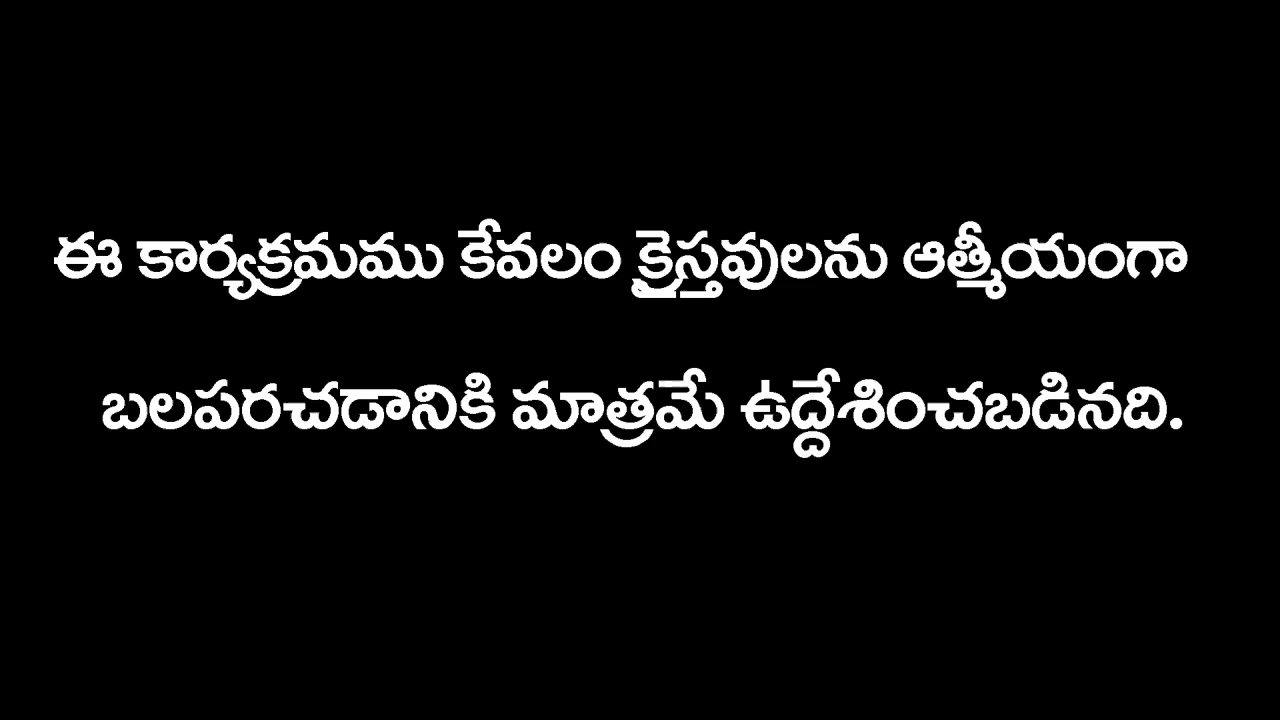 ఈ కార్యక్రమము కేవలం క్రైస్తవులను ఆత్మీయంగా
బలపరచడానికి మాత్రమే ఉద్దేశించబడినది.